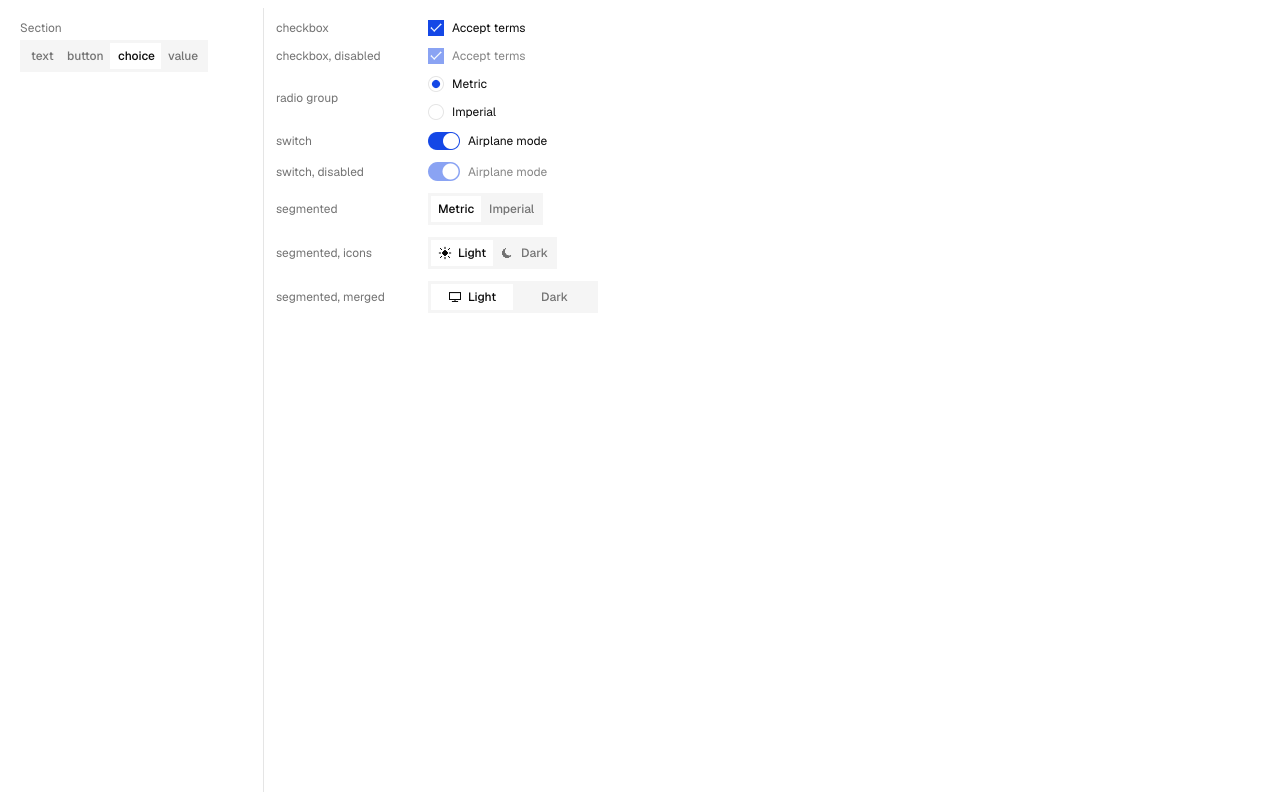 Section
text button choice value
checkbox Accept terms
checkbox, disabled Accept terms
radio group Metric
Imperial
switch Airplane mode
switch, disabled Airplane mode
segmented Metric Imperial
segmented, icons Light Dark
segmented, merged Light Dark